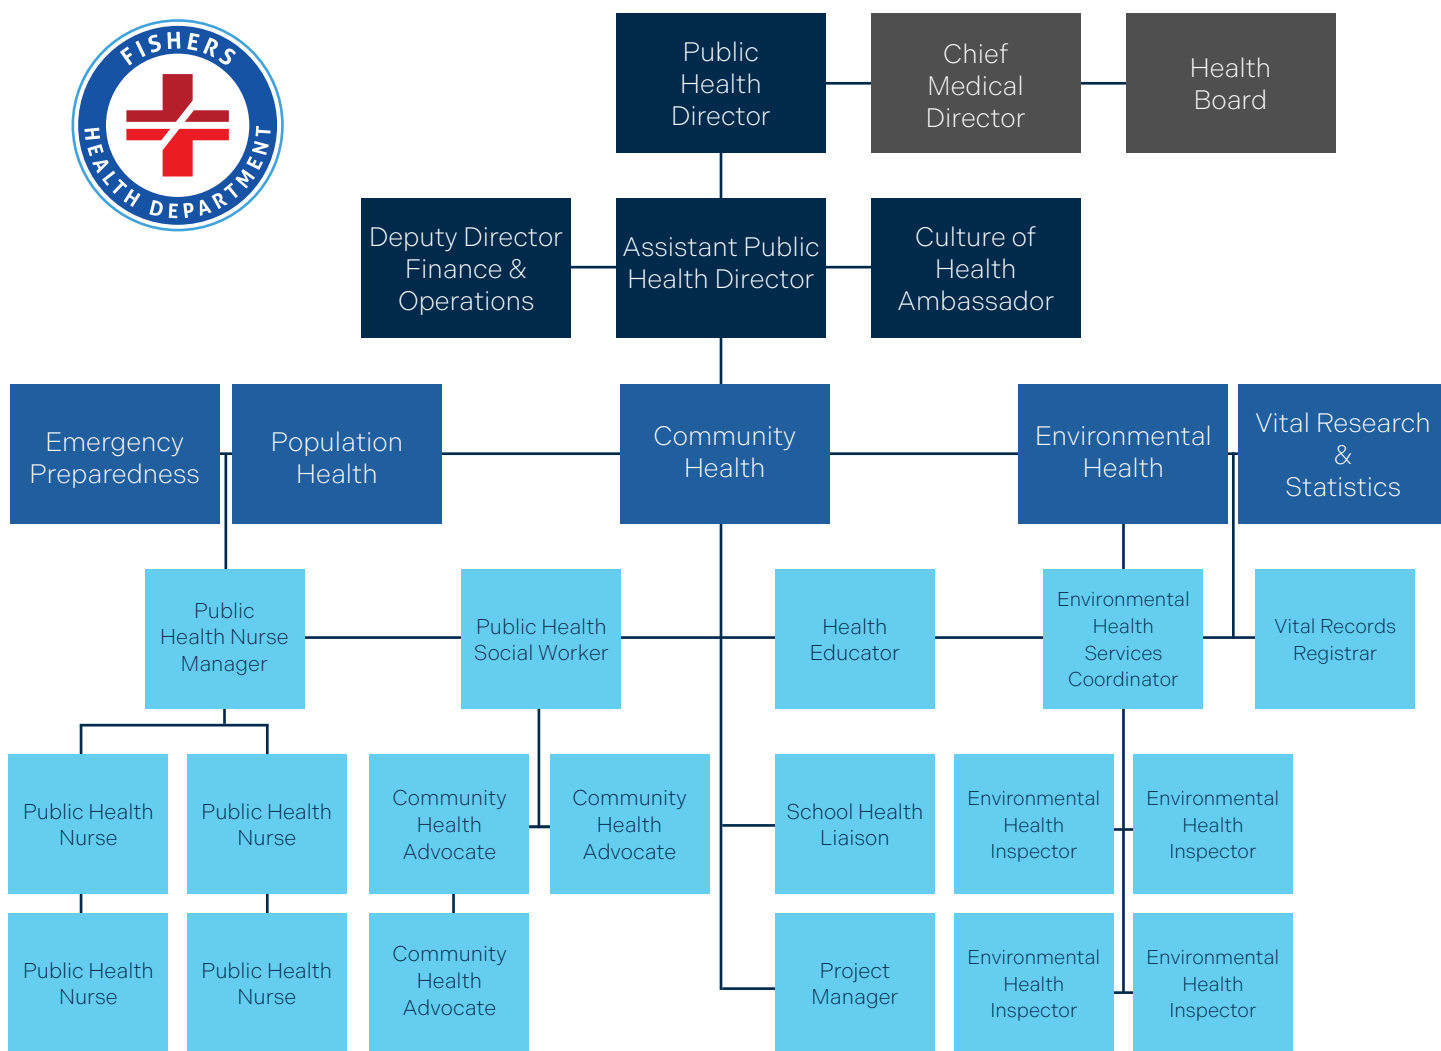 FISHERS
HEALTH DEPARTMENT
Public
Health
Director
Chief
Medical
Director
Health
Board
Deputy Director
Finance &
Operations
Assistant Public
Health Director
Culture of
Health
Ambassador
Emergency
Preparedness
Population
Health
Community
Health
Environmental
Health
Vital Research
&
Statistics
Public
Health Nurse
Manager
Public Health
Social Worker
Health
Educator
Environmental
Health
Services
Coordinator
Vital Records
Registrar
Public Health
Nurse
Public Health
Nurse
Community
Health
Advocate
Community
Health
Advocate
School Health
Liaison
Environmental
Health
Inspector
Environmental
Health
Inspector
Public Health
Nurse
Public Health
Nurse
Community
Health
Advocate
Project
Manager
Environmental
Health
Inspector
Environmental
Health
Inspector